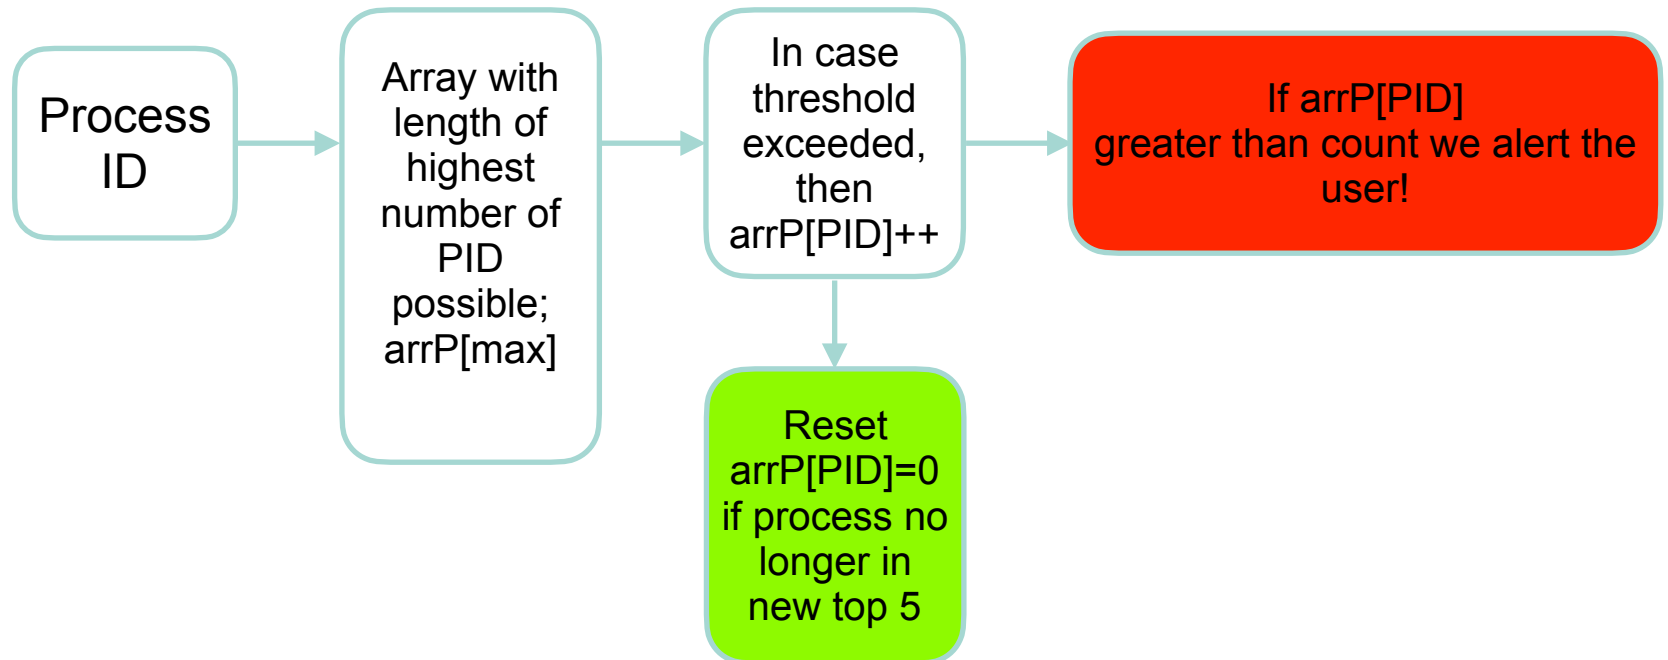 Process
ID
Array with
length of
highest
number of
PID
possible;
arrP[max]
In case
threshold
exceeded,
then
arrP[PID]++
If arrP[PID]
greater than count we alert the
user!
Reset
arrP[PID]=0
if process no
longer in
new top 5